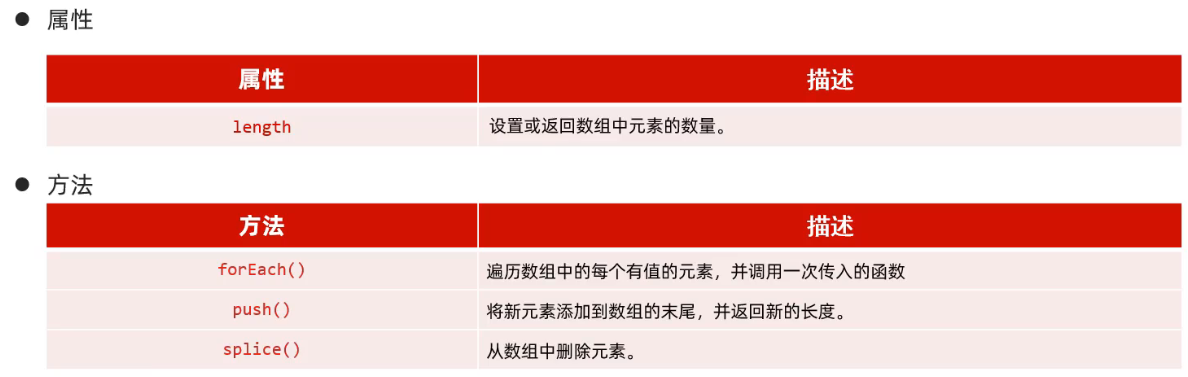 ● 属性
属性 描述
length 设置或返回数组中元素的数量。
● 方法
方法 描述
forEach() 遍历数组中的每个有值的元素，并调用一次传入的函数
push() 将新元素添加到数组的末尾，并返回新的长度。
splice() 从数组中删除元素。